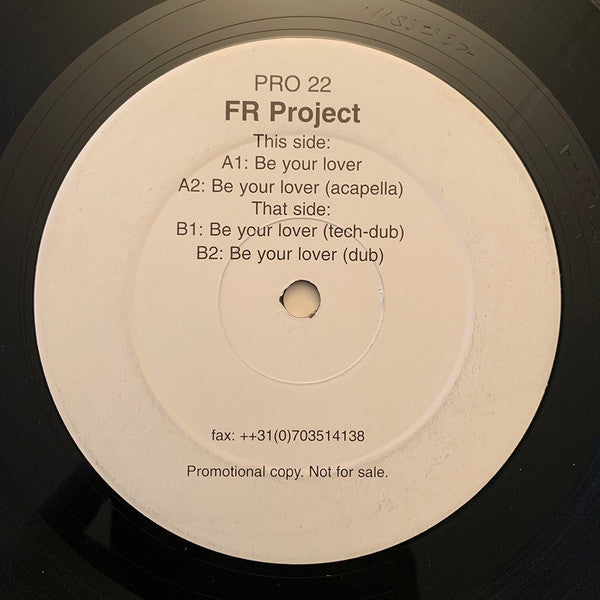 PRO 22
FR Project
This side:
A1: Be your lover
A2: Be your lover (acapella)
That side:
B1: Be your lover (tech-dub)
B2: Be your lover (dub)
fax: ++31(0)703514138
Promotional copy. Not for sale.